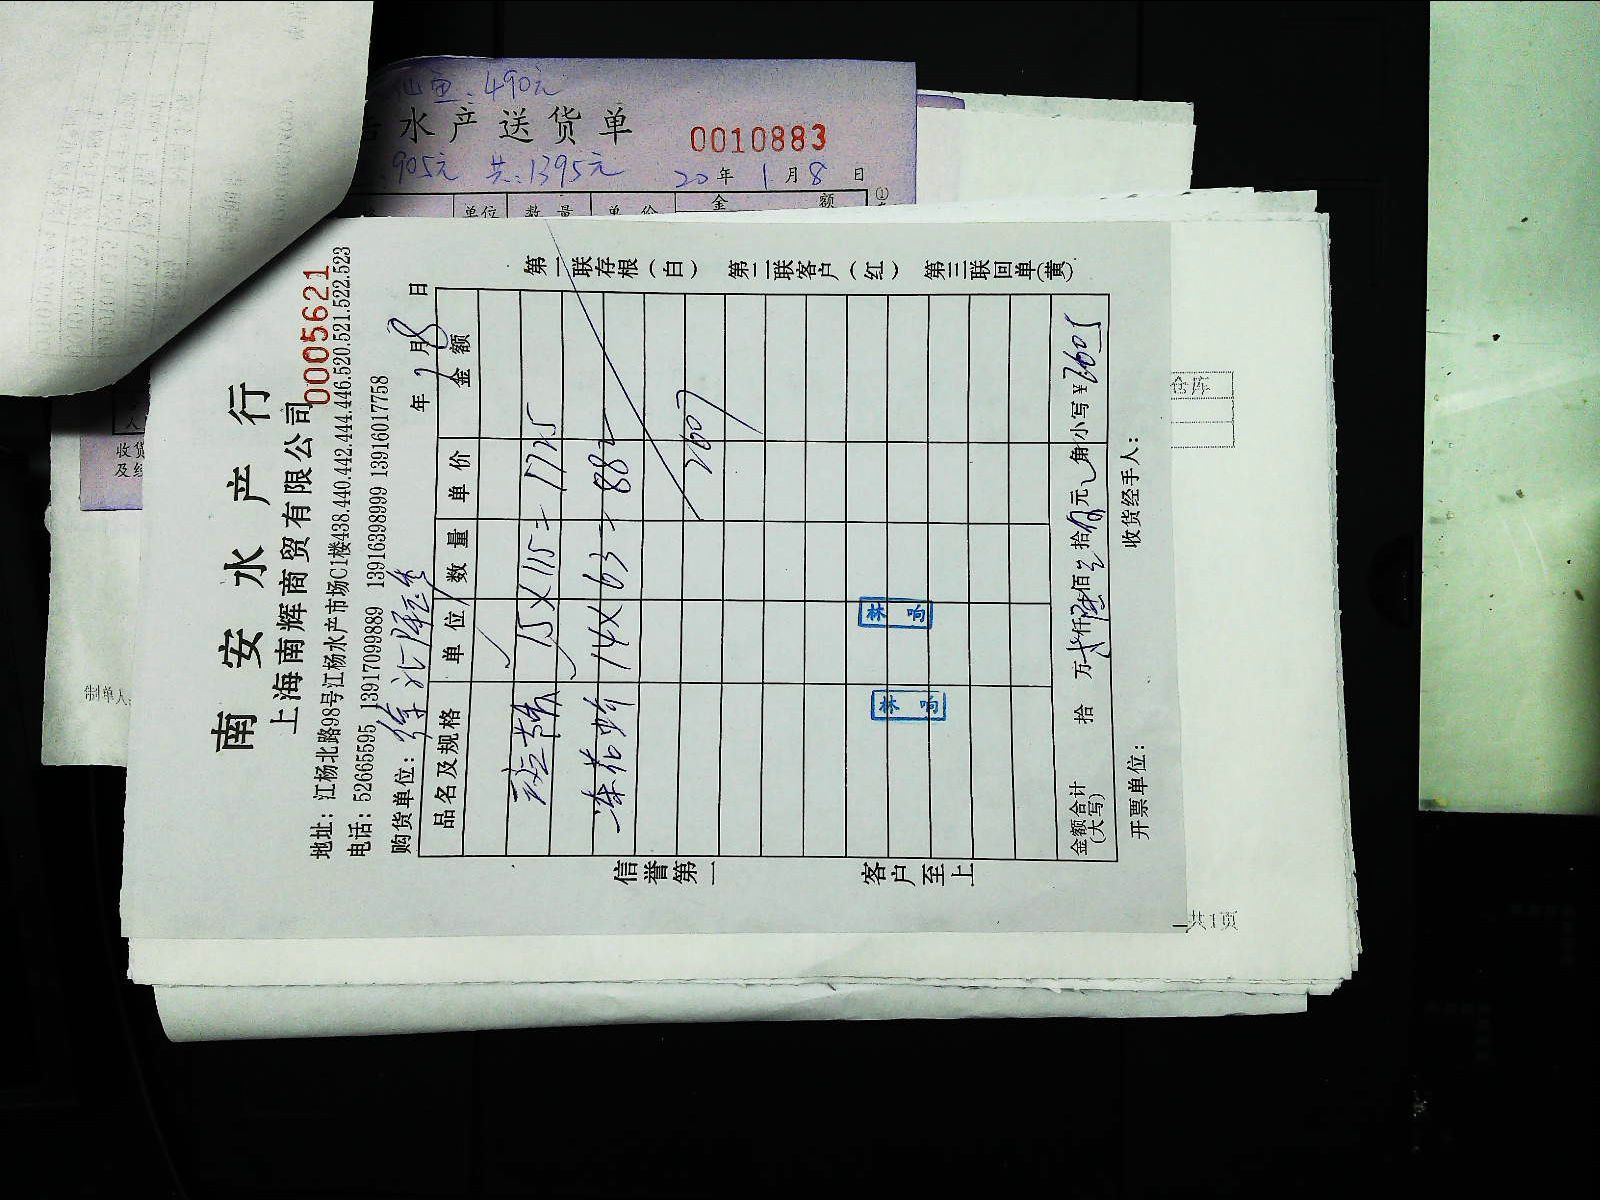 仙鱼：490元
水产送货单
0010883
905元 共：1395元
20年1月8日
单位 数量 单价 金额
南安水产行
上海南辉商贸有限公司
0005621
地址：江杨北路98号江杨水产市场C1楼438.440.442.444.446.520.521.522.523
电话：52665595 13917099889 13916398999 13916017758
购货单位：徐汇 年 1月8日
品名及规格 单位 数量 单价 金额
15×115=1725
14×63=882
2607
林响
林响
金额合计(大写) 拾 万 仟陆佰 拾 元 角 小写¥2605
开票单位： 收货经手人：
信誉第一 客户至上
第一联存根(白) 第二联客户(红) 第三联回单(黄)
仓库
制单人:
收货
及经
共1页